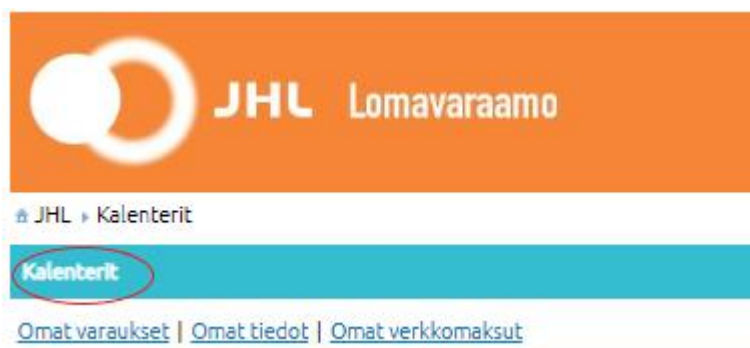 JHL Lomavaraamo
JHL ▸ Kalenterit
Kalenterit
Omat varaukset | Omat tiedot | Omat verkkomaksut